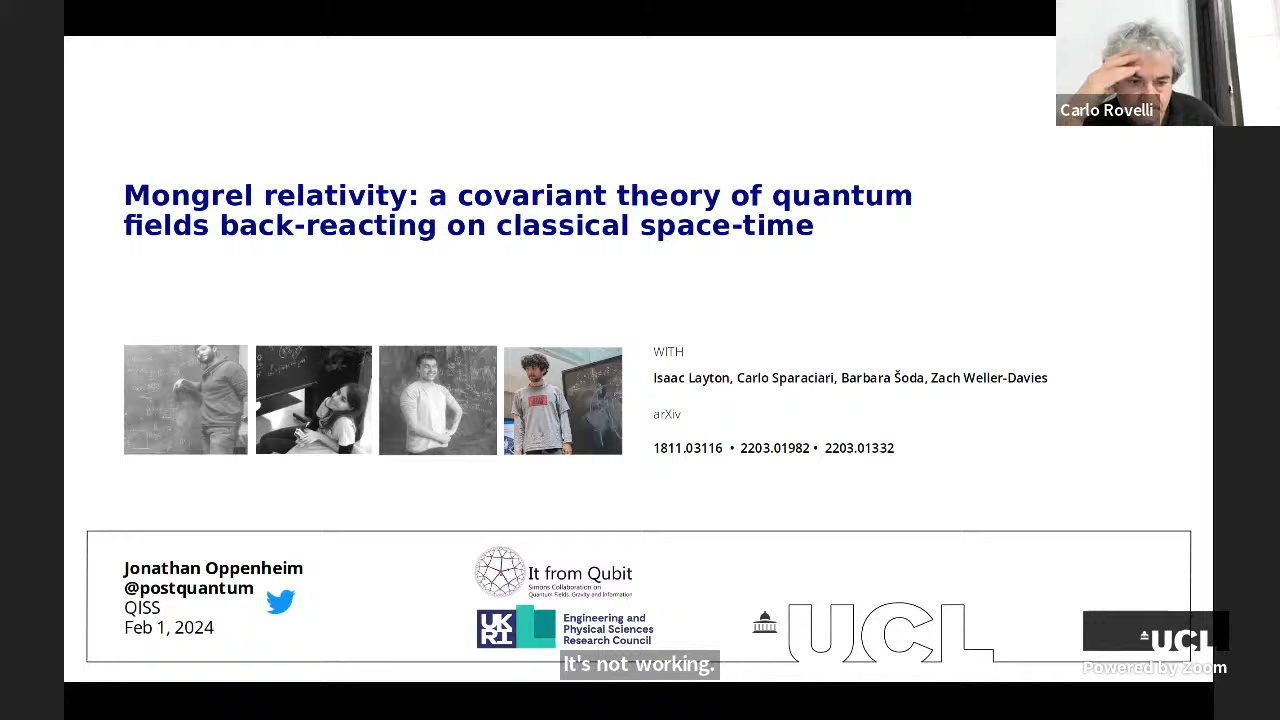 Carlo Rovelli
Mongrel relativity: a covariant theory of quantum
fields back-reacting on classical space-time
WITH
Isaac Layton, Carlo Sparaciari, Barbara Šoda, Zach Weller-Davies
arXiv
1811.03116 • 2203.01982 • 2203.01332
Jonathan Oppenheim
@postquantum
QISS
Feb 1, 2024
It from Qubit
Simons Collaboration on
Quantum Fields, Gravity and Information
UKRI
Engineering and
Physical Sciences
Research Council
UCL
UCL
It's not working.
Powered by Zoom